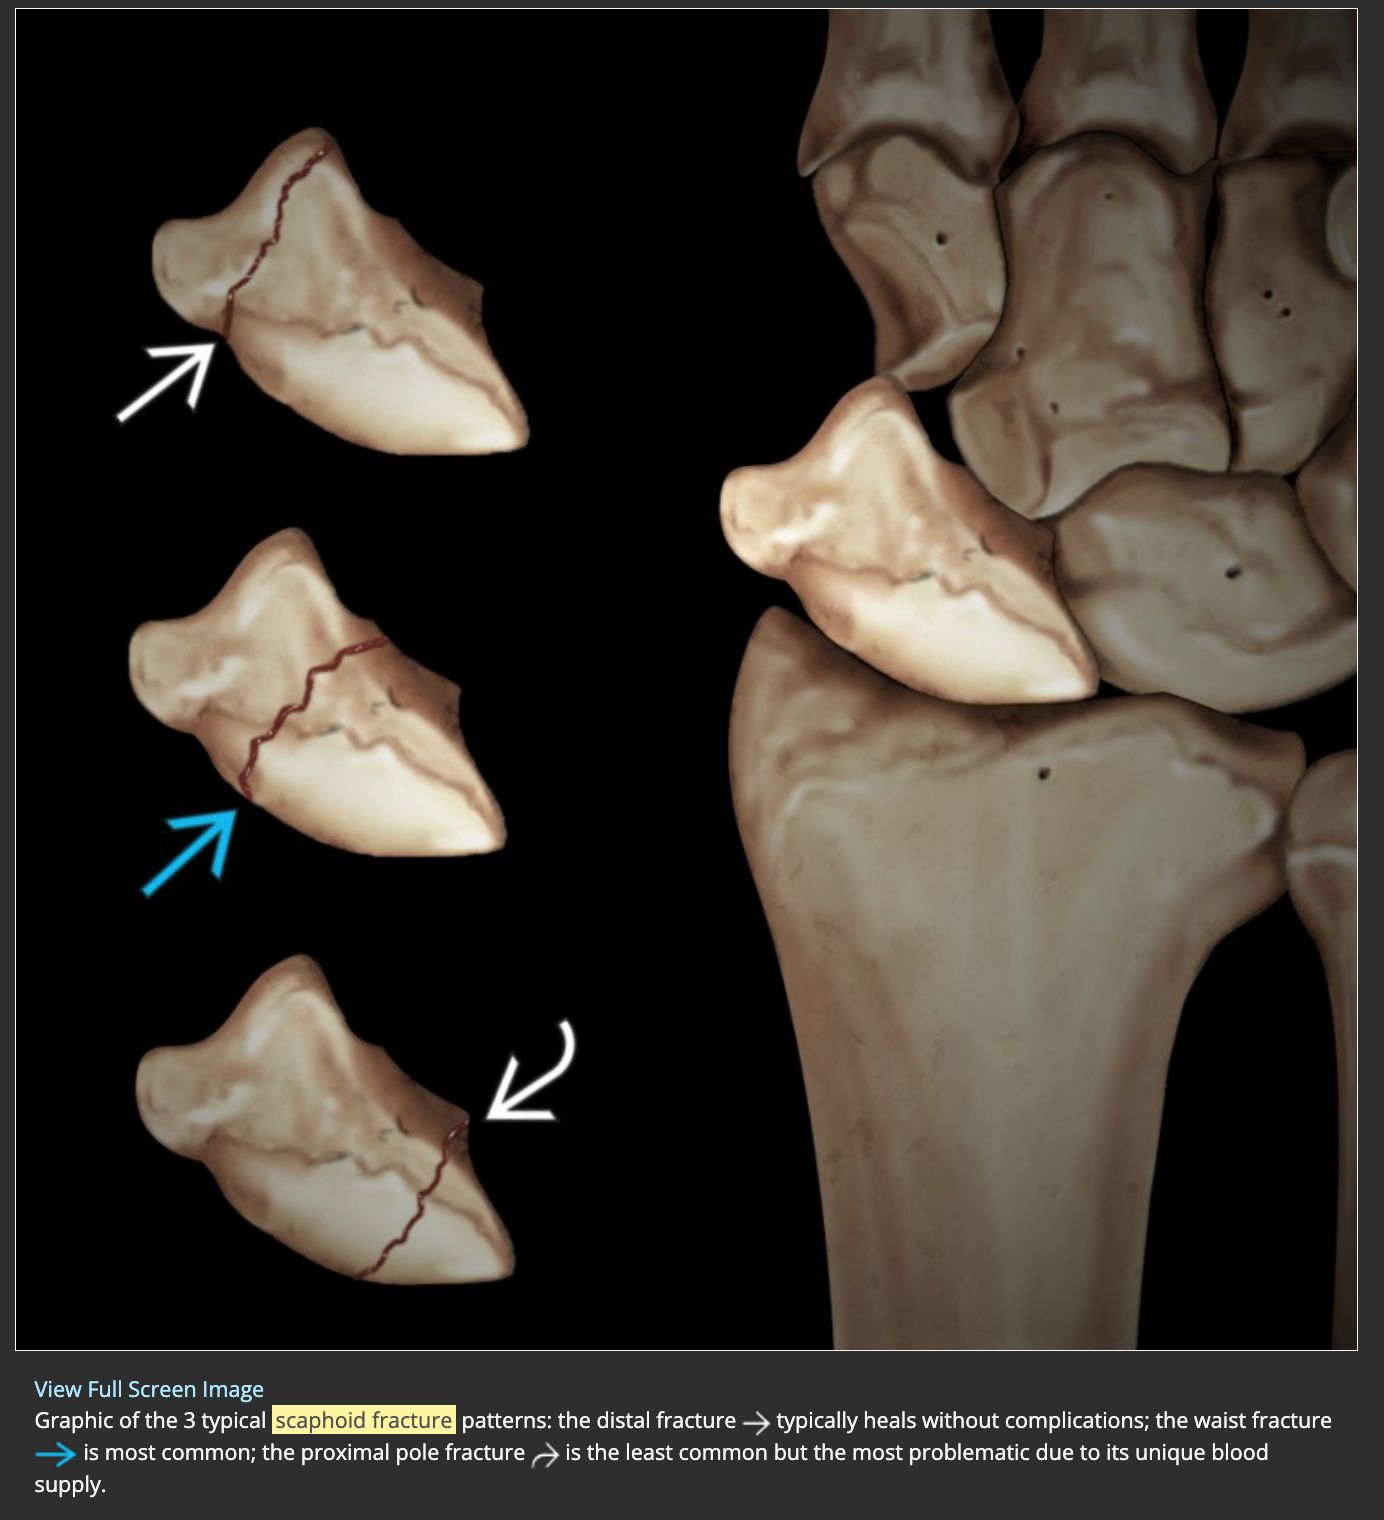 View Full Screen Image
Graphic of the 3 typical scaphoid fracture patterns: the distal fracture → typically heals without complications; the waist fracture
→ is most common; the proximal pole fracture ↷ is the least common but the most problematic due to its unique blood
supply.